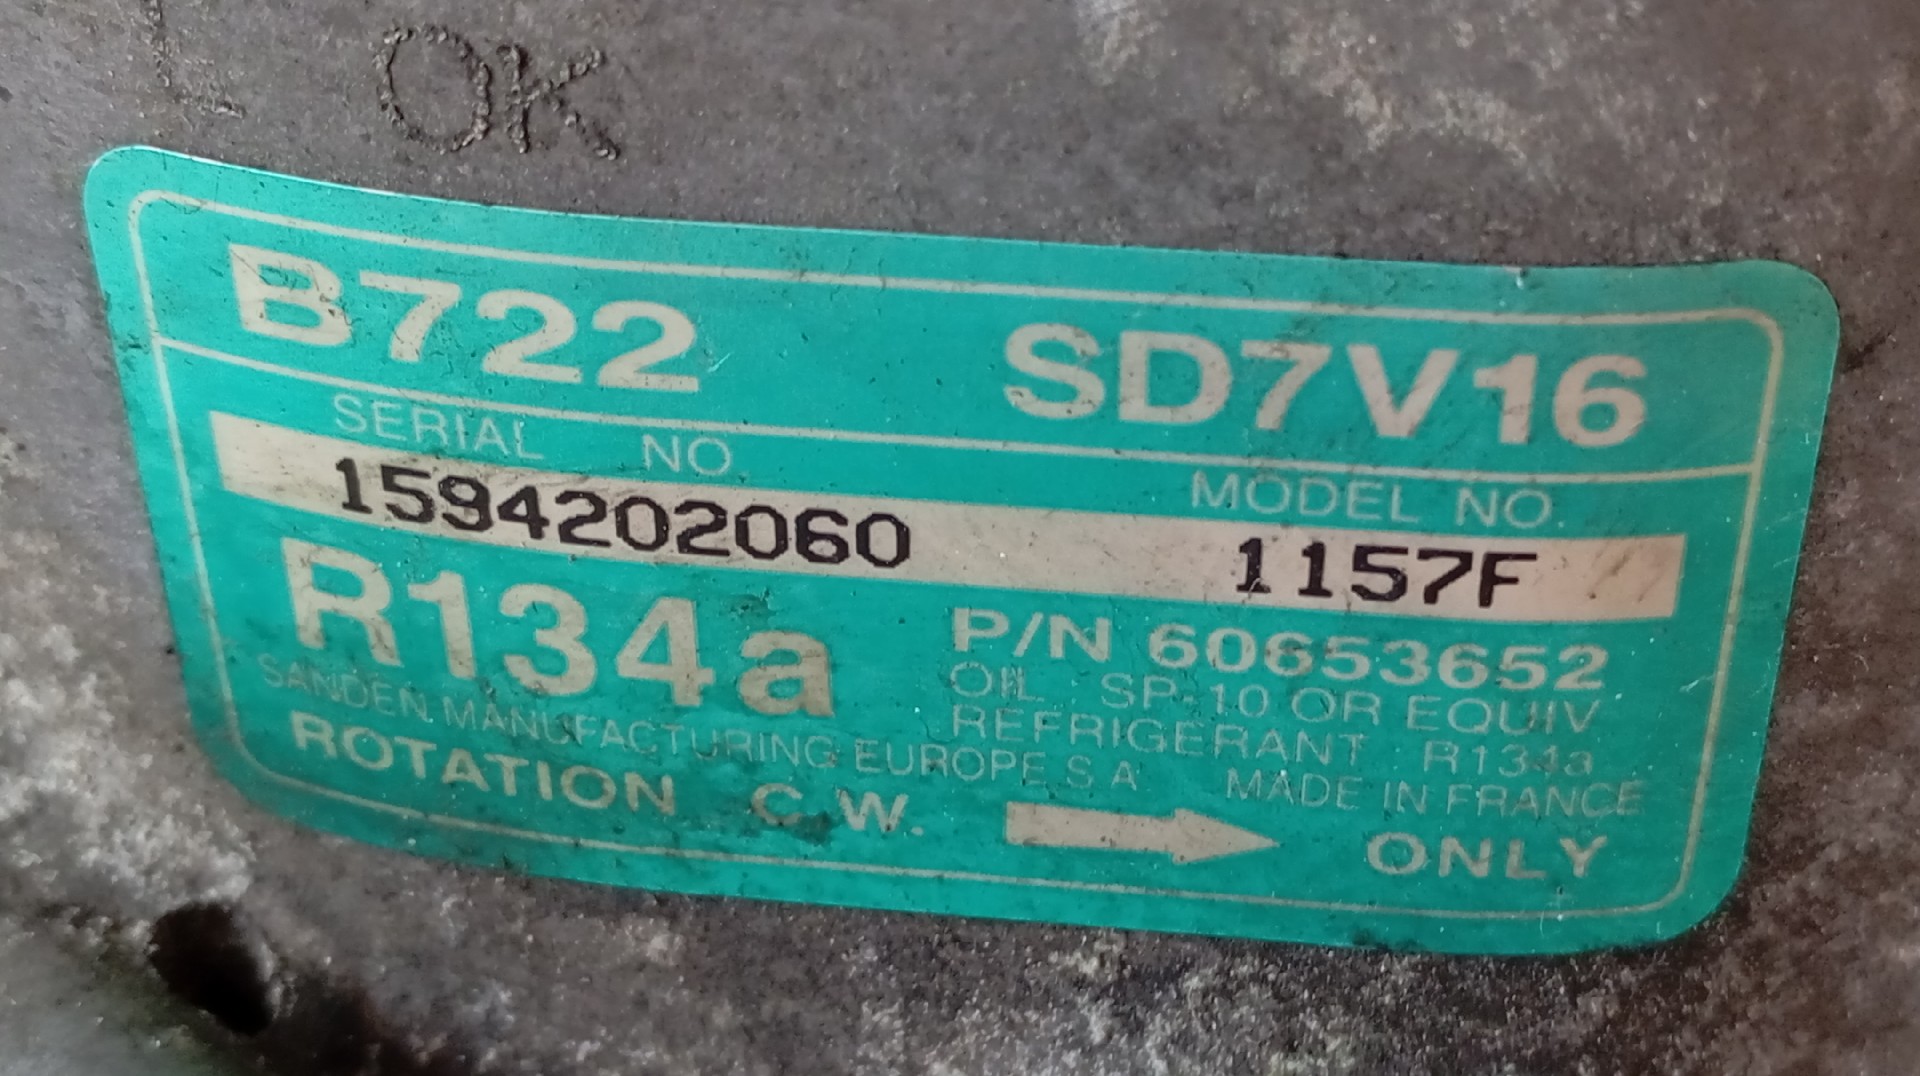 OK
B722 SD7V16
SERIAL NO. MODEL NO.
1594202060 1157F
R134a P/N 60653652
OIL : SP-10 OR EQUIV
REFRIGERANT : R134a
SANDEN MANUFACTURING EUROPE S.A. MADE IN FRANCE
ROTATION C.W. ONLY